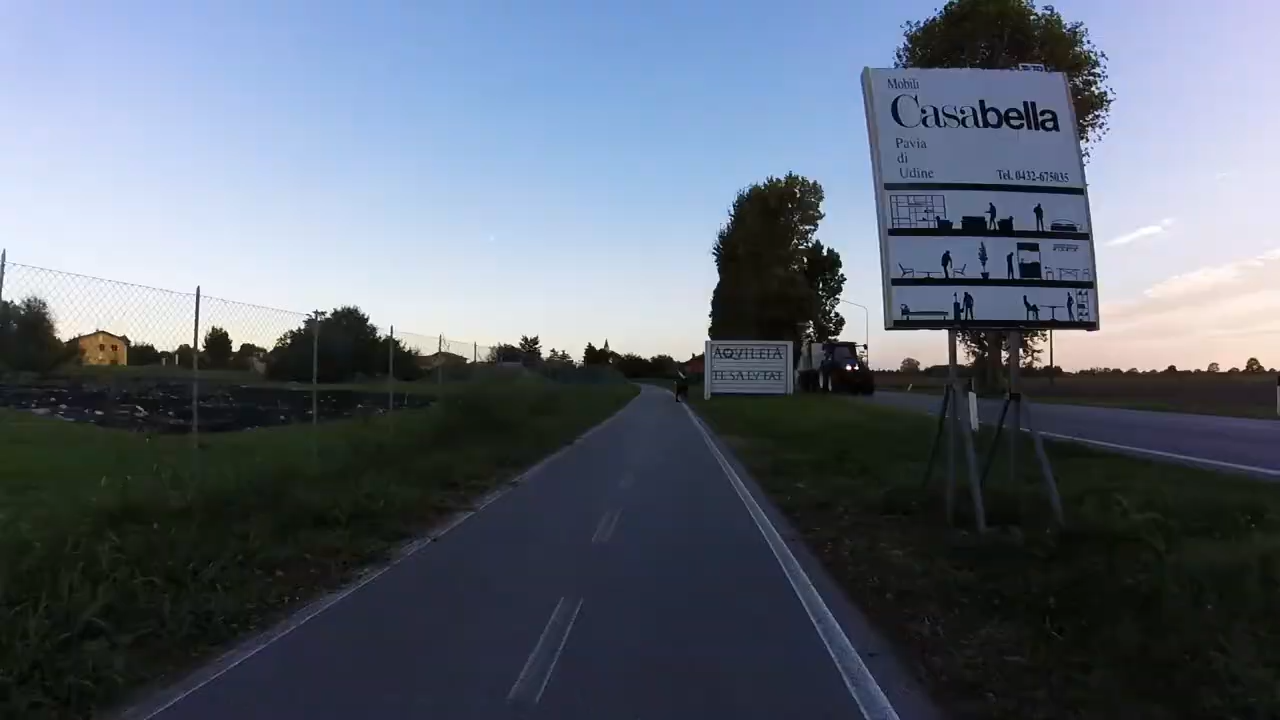 Mobili
Casabella
Pavia
di
Udine
Tel. 0432-675035
AQVILEIA
TE SALVTAT